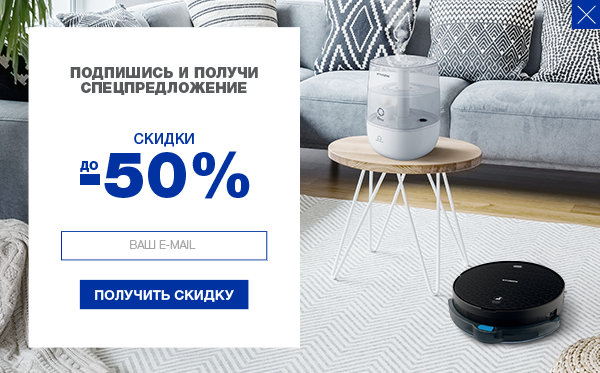 ПОДПИШИСЬ И ПОЛУЧИ
СПЕЦПРЕДЛОЖЕНИЕ
СКИДКИ
ДО
-50%
ВАШ E-MAIL
ПОЛУЧИТЬ СКИДКУ